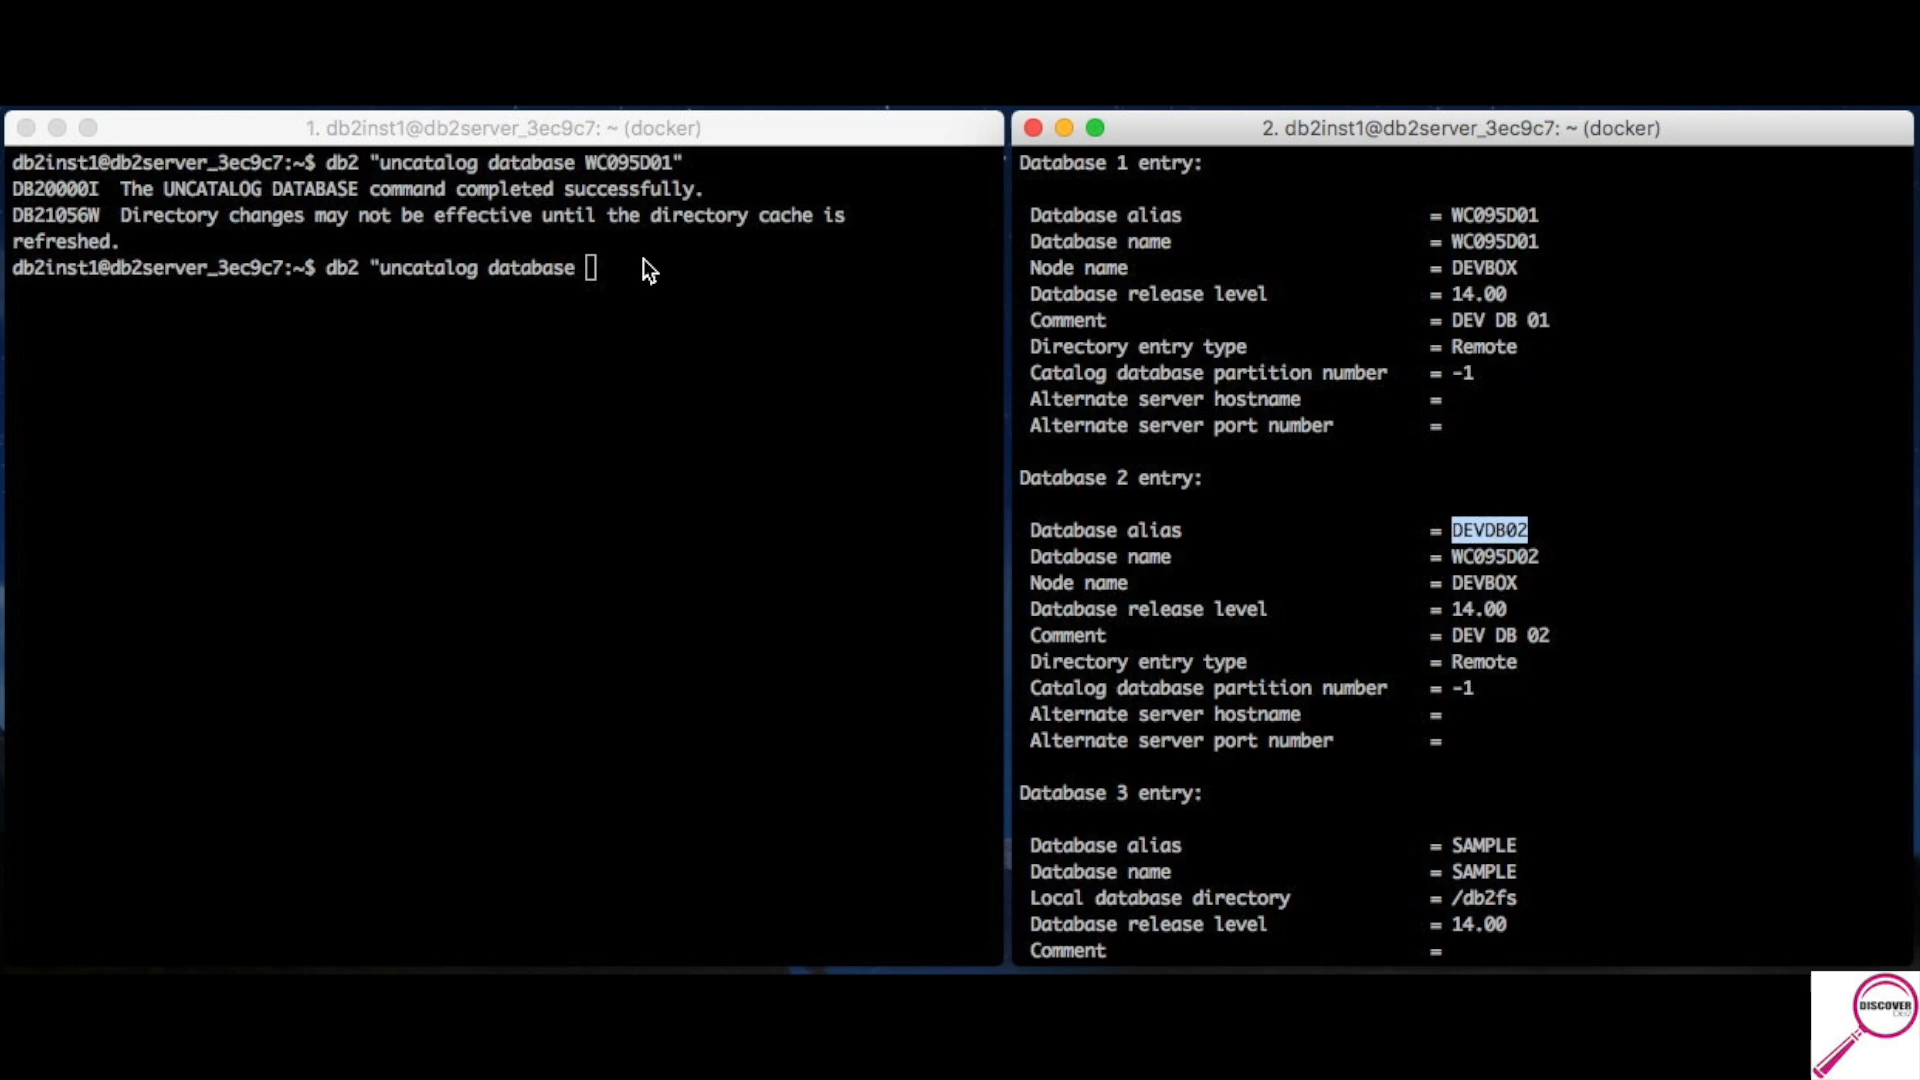 1. db2inst1@db2server_3ec9c7: ~ (docker)
db2inst1@db2server_3ec9c7:~$ db2 "uncatalog database WC095D01"
DB20000I  The UNCATALOG DATABASE command completed successfully.
DB21056W  Directory changes may not be effective until the directory cache is
refreshed.
db2inst1@db2server_3ec9c7:~$ db2 "uncatalog database
2. db2inst1@db2server_3ec9c7: ~ (docker)
Database 1 entry:
Database alias = WC095D01
Database name = WC095D01
Node name = DEVBOX
Database release level = 14.00
Comment = DEV DB 01
Directory entry type = Remote
Catalog database partition number = -1
Alternate server hostname =
Alternate server port number =
Database 2 entry:
Database alias = DEVDB02
Database name = WC095D02
Node name = DEVBOX
Database release level = 14.00
Comment = DEV DB 02
Directory entry type = Remote
Catalog database partition number = -1
Alternate server hostname =
Alternate server port number =
Database 3 entry:
Database alias = SAMPLE
Database name = SAMPLE
Local database directory = /db2fs
Database release level = 14.00
Comment =
DISCOVER